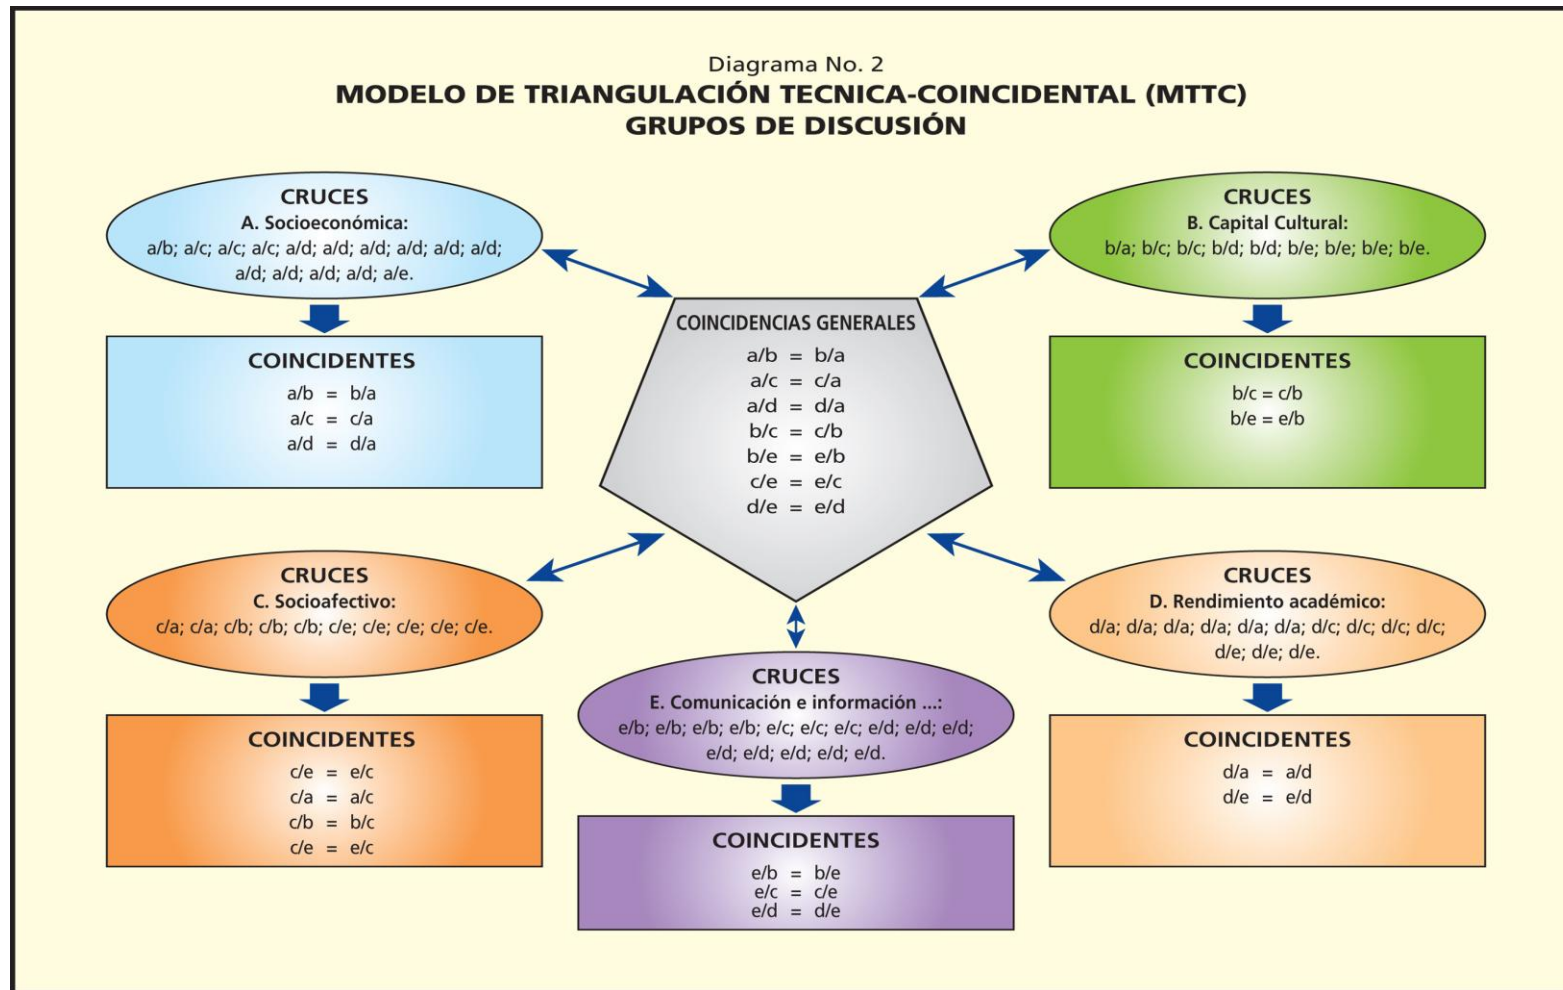 Diagrama No. 2
MODELO DE TRIANGULACIÓN TECNICA-COINCIDENTAL (MTTC)
GRUPOS DE DISCUSIÓN
CRUCES
A. Socioeconómica:
a/b; a/c; a/c; a/c; a/d; a/d; a/d; a/d; a/d; a/d;
a/d; a/d; a/d; a/d; a/e.
COINCIDENTES
a/b = b/a
a/c = c/a
a/d = d/a
CRUCES
B. Capital Cultural:
b/a; b/c; b/c; b/d; b/d; b/e; b/e; b/e; b/e.
COINCIDENTES
b/c = c/b
b/e = e/b
COINCIDENCIAS GENERALES
a/b = b/a
a/c = c/a
a/d = d/a
b/c = c/b
b/e = e/b
c/e = e/c
d/e = e/d
CRUCES
C. Socioafectivo:
c/a; c/a; c/b; c/b; c/b; c/e; c/e; c/e; c/e; c/e.
COINCIDENTES
c/e = e/c
c/a = a/c
c/b = b/c
c/e = e/c
CRUCES
E. Comunicación e información ...:
e/b; e/b; e/b; e/b; e/c; e/c; e/c; e/d; e/d; e/d;
e/d; e/d; e/d; e/d; e/d.
COINCIDENTES
e/b = b/e
e/c = c/e
e/d = d/e
CRUCES
D. Rendimiento académico:
d/a; d/a; d/a; d/a; d/a; d/a; d/c; d/c; d/c; d/c;
d/e; d/e; d/e.
COINCIDENTES
d/a = a/d
d/e = e/d